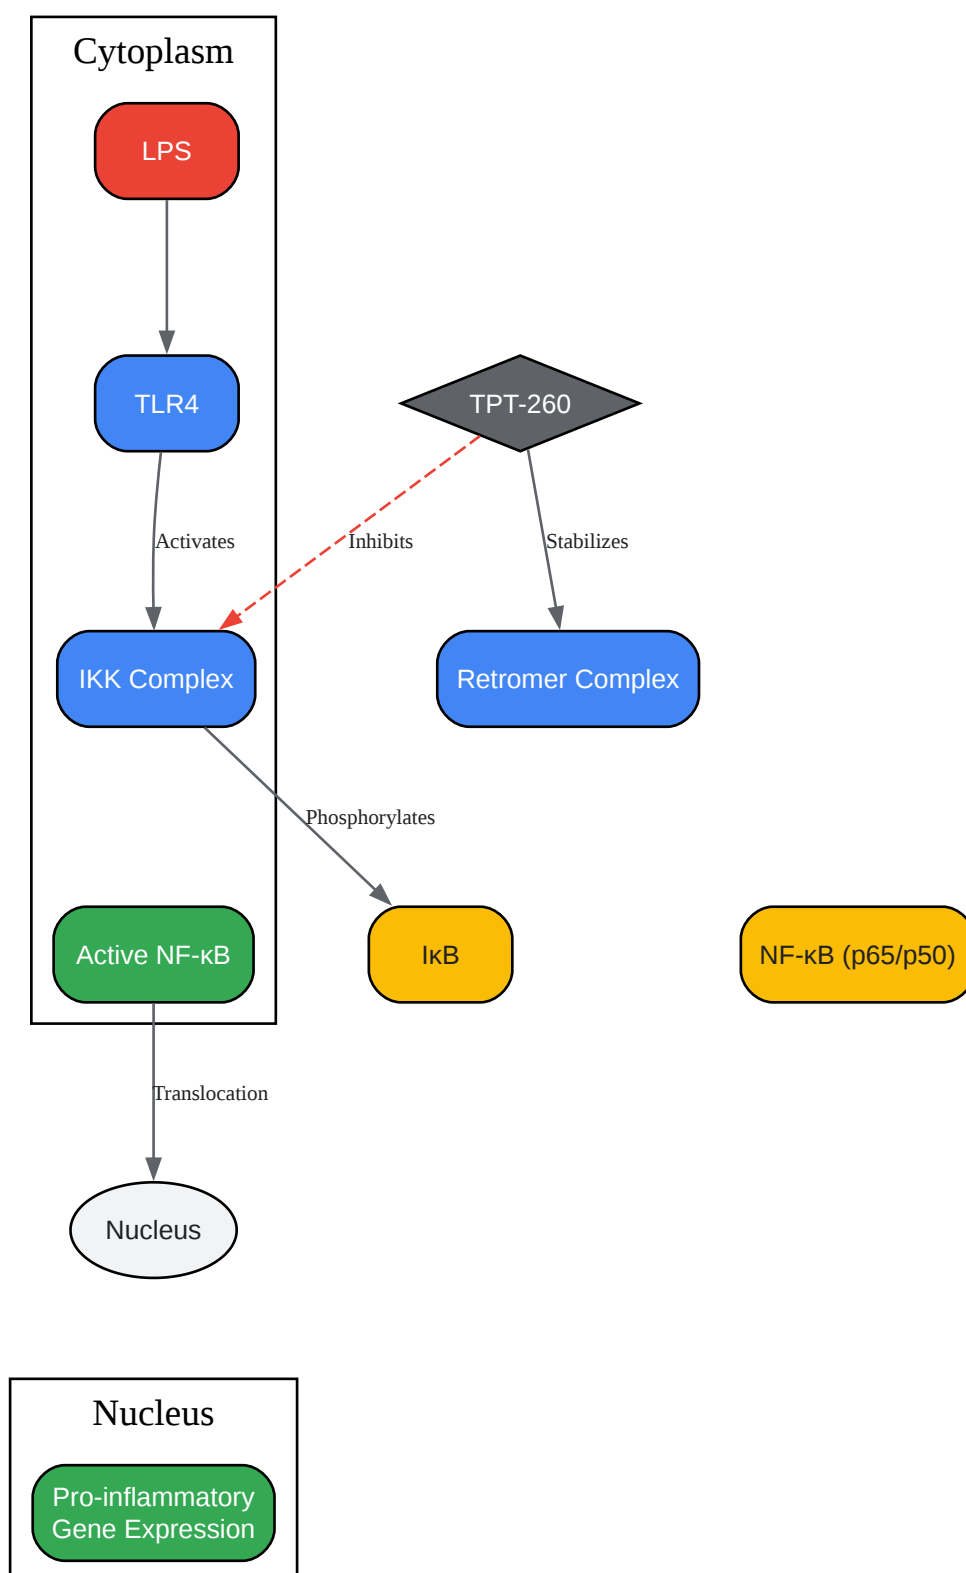 Cytoplasm
LPS
TLR4
TPT-260
Activates
Inhibits
Stabilizes
IKK Complex
Retromer Complex
Phosphorylates
Active NF-κB
IκB
NF-κB (p65/p50)
Translocation
Nucleus
Nucleus
Pro-inflammatory
Gene Expression